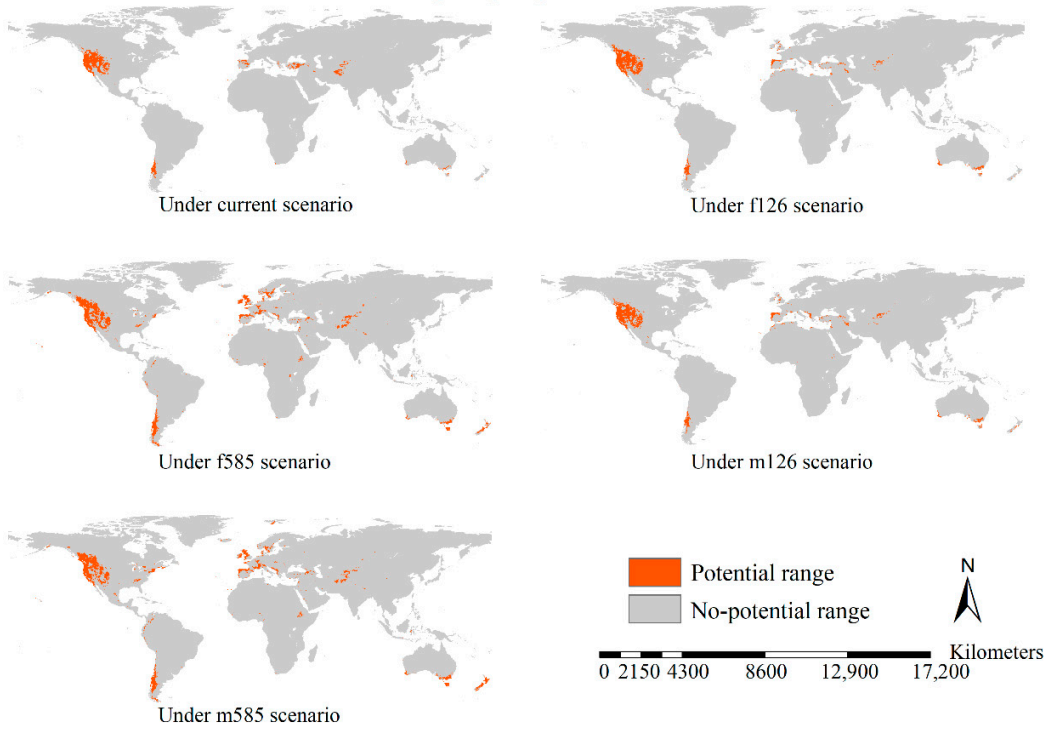 Under current scenario
Under f126 scenario
Under f585 scenario
Under m126 scenario
Under m585 scenario
Potential range
No-potential range
N
Kilometers
0 2150 4300 8600 12,900 17,200